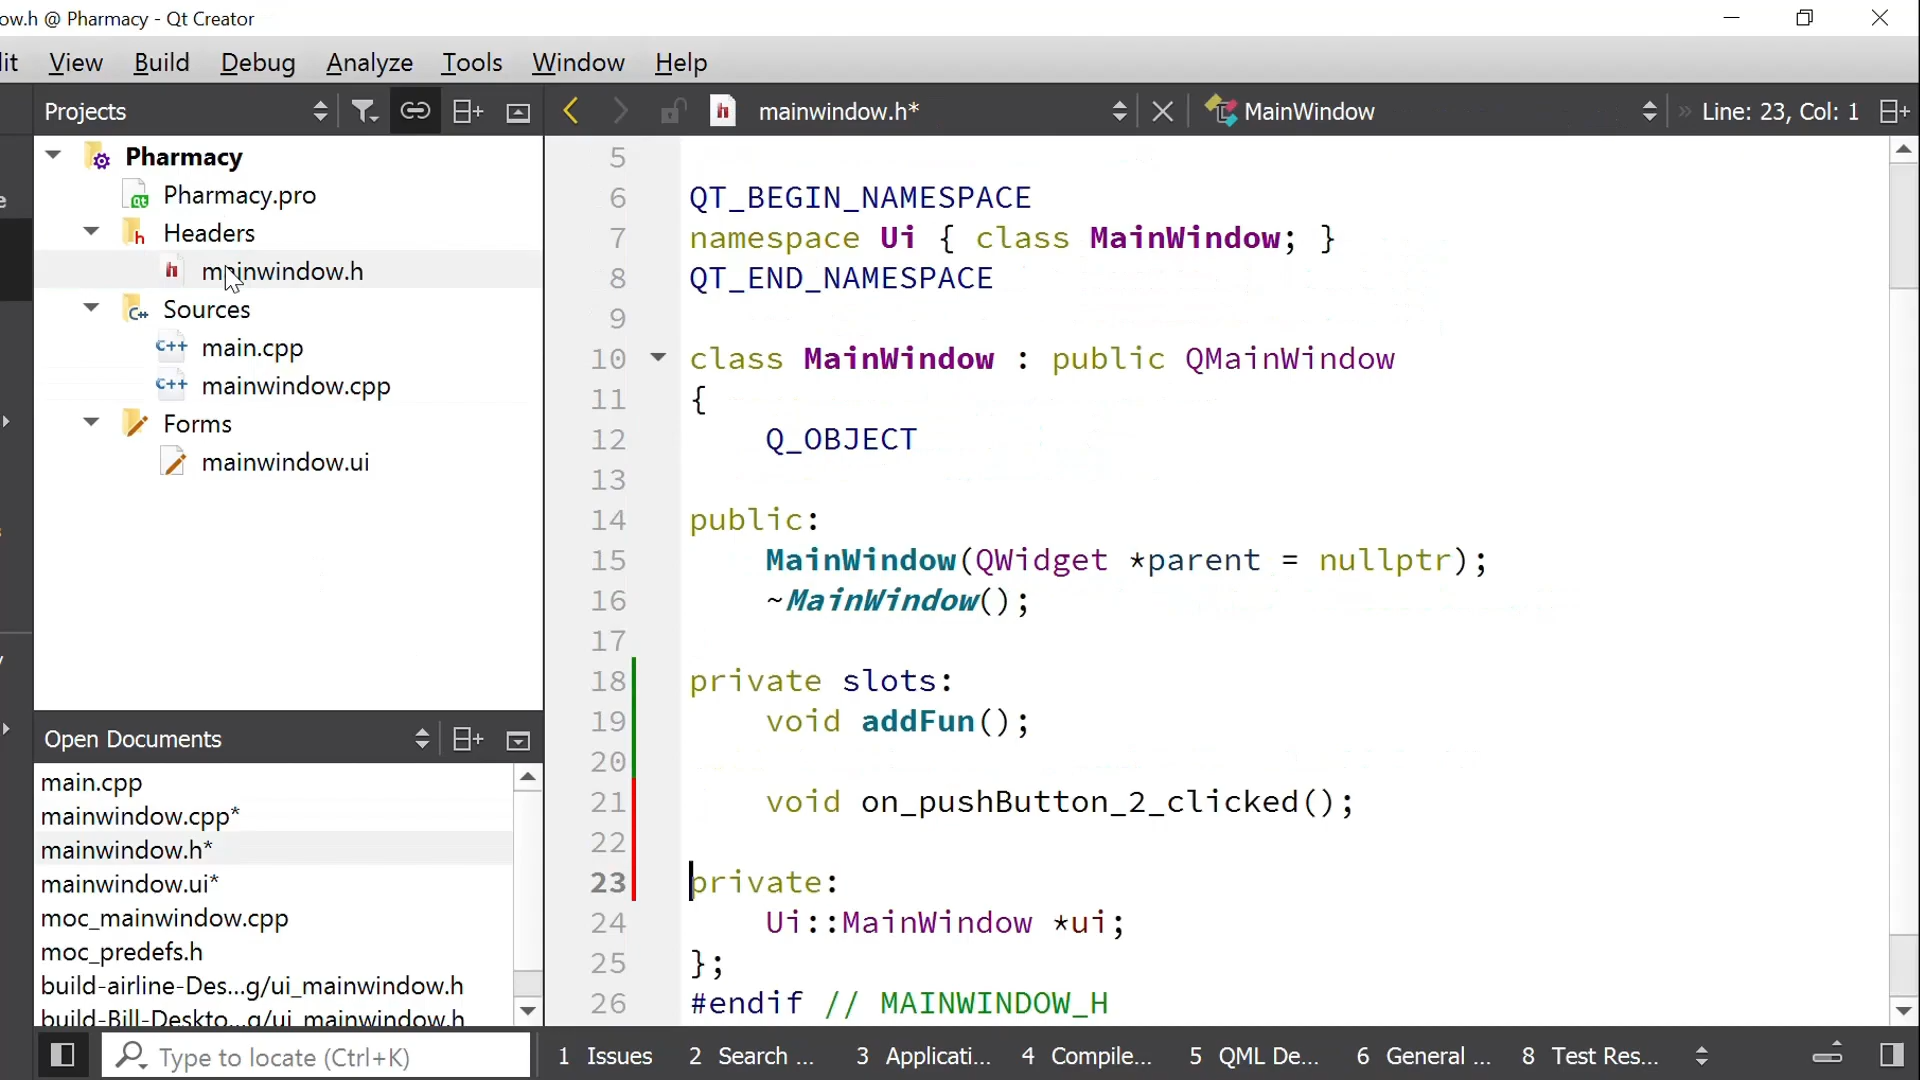 ow.h @ Pharmacy - Qt Creator
it View Build Debug Analyze Tools Window Help
Projects
mainwindow.h*
MainWindow
» Line: 23, Col: 1
Pharmacy
Pharmacy.pro
Headers
mainwindow.h
Sources
main.cpp
mainwindow.cpp
Forms
mainwindow.ui
Open Documents
main.cpp
mainwindow.cpp*
mainwindow.h*
mainwindow.ui*
moc_mainwindow.cpp
moc_predefs.h
build-airline-Des...g/ui_mainwindow.h
build-Bill-Deskto...g/ui_mainwindow.h
5
6 QT_BEGIN_NAMESPACE
7 namespace Ui { class MainWindow; }
8 QT_END_NAMESPACE
9
10 class MainWindow : public QMainWindow
11 {
12 Q_OBJECT
13
14 public:
15 MainWindow(QWidget *parent = nullptr);
16 ~MainWindow();
17
18 private slots:
19 void addFun();
20
21 void on_pushButton_2_clicked();
22
23 private:
24 Ui::MainWindow *ui;
25 };
26 #endif // MAINWINDOW_H
Type to locate (Ctrl+K)
1 Issues 2 Search ... 3 Applicati... 4 Compile... 5 QML De... 6 General ... 8 Test Res...